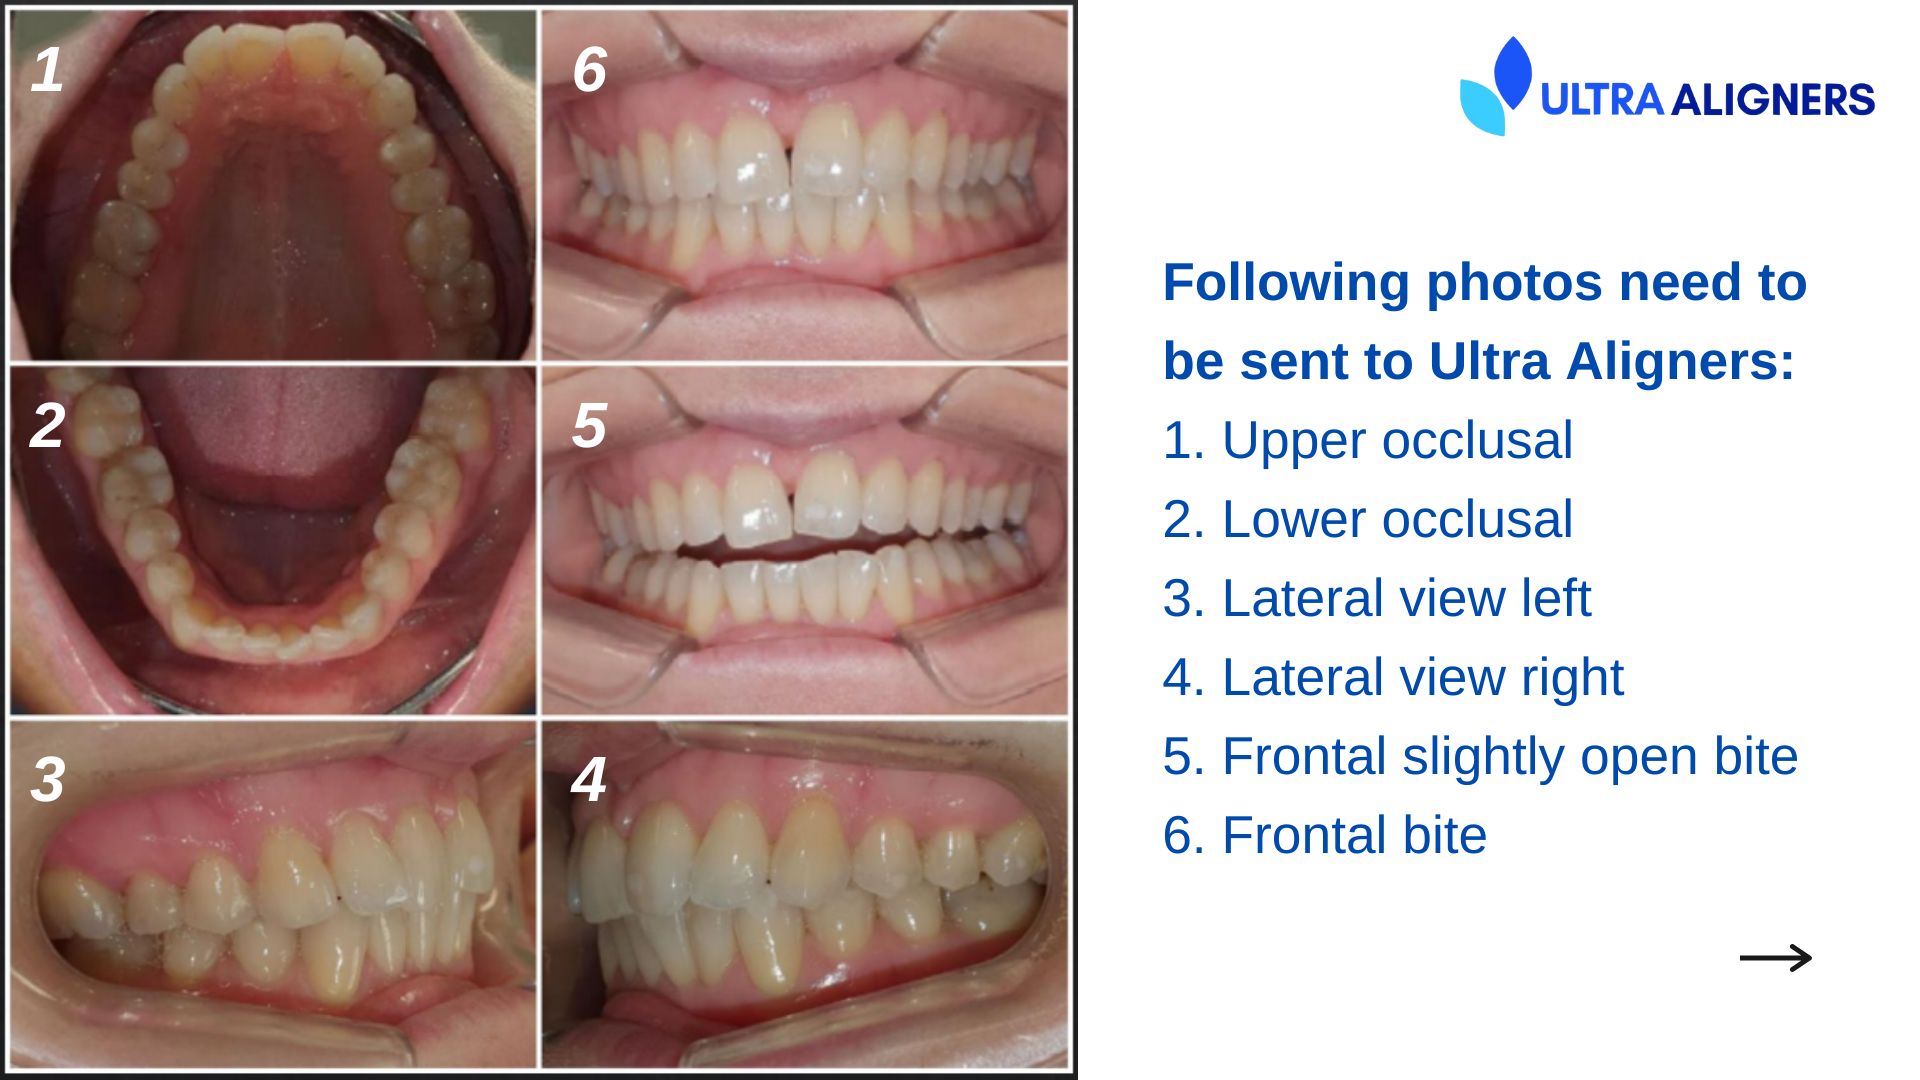 1
6
2
5
3
4
ULTRA ALIGNERS
Following photos need to
be sent to Ultra Aligners:
1. Upper occlusal
2. Lower occlusal
3. Lateral view left
4. Lateral view right
5. Frontal slightly open bite
6. Frontal bite